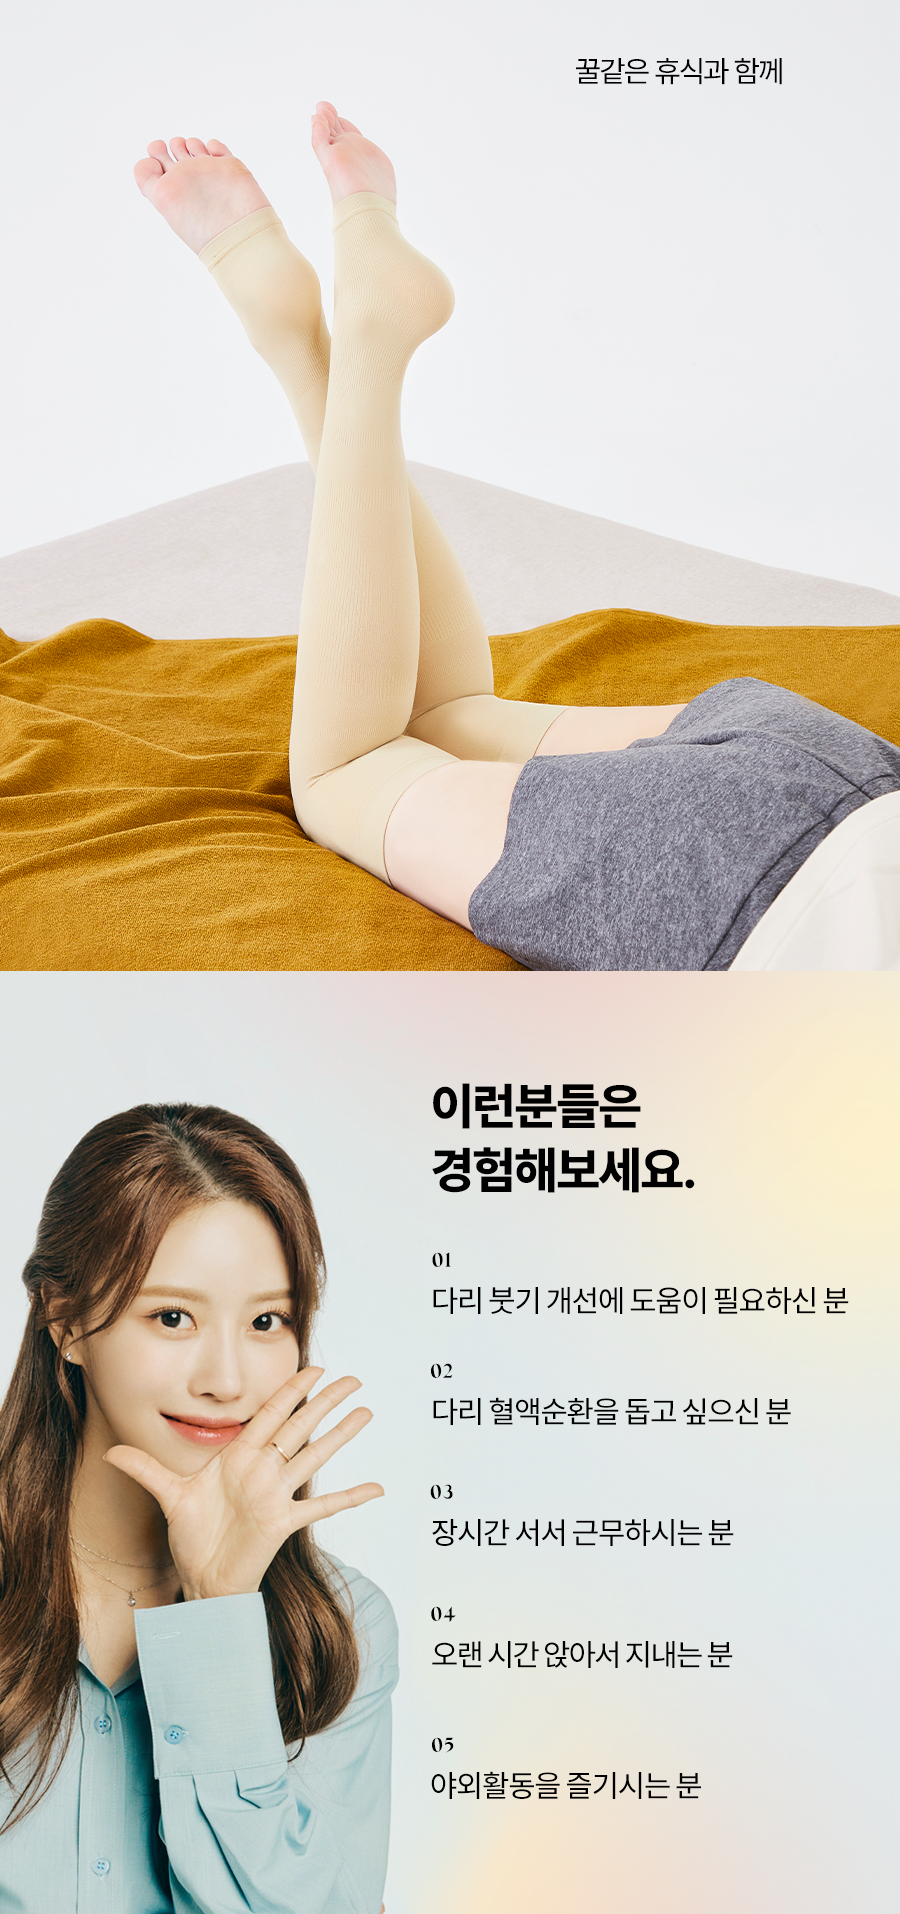 꿀같은 휴식과 함께
이런분들은
경험해보세요.
01
다리 붓기 개선에 도움이 필요하신 분
02
다리 혈액순환을 돕고 싶으신 분
03
장시간 서서 근무하시는 분
04
오랜 시간 앉아서 지내는 분
05
야외활동을 즐기시는 분